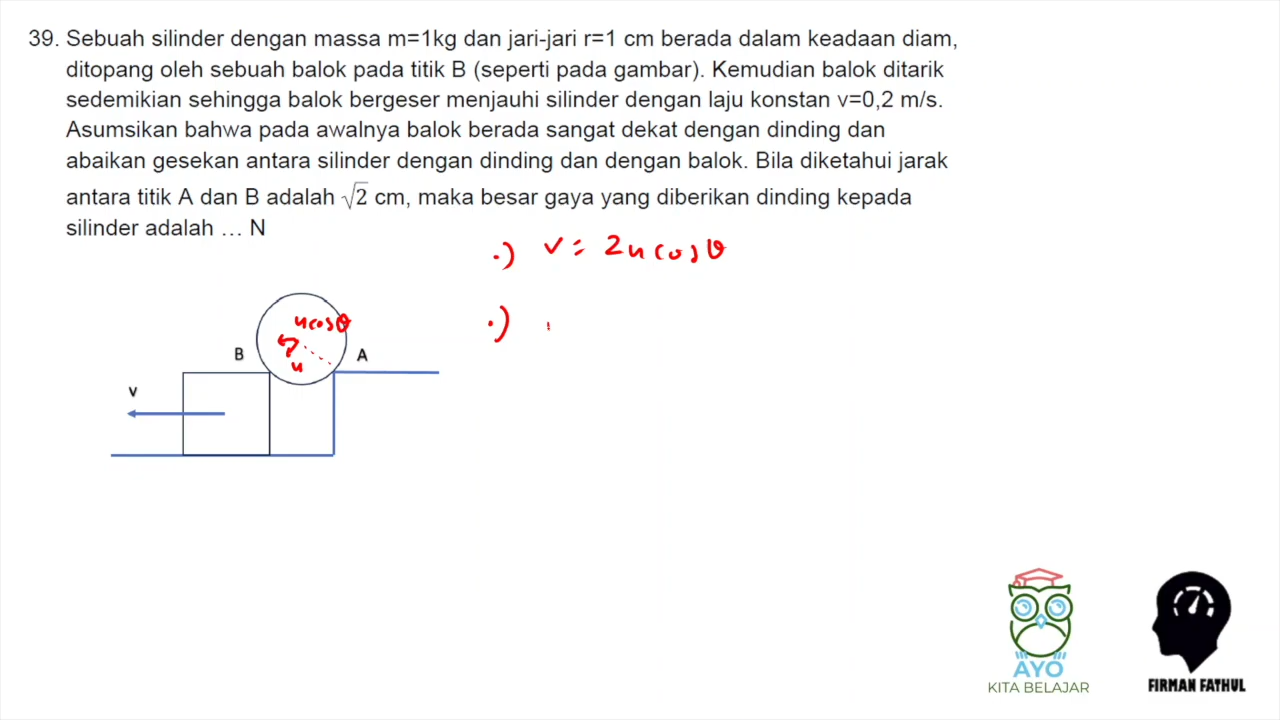 39. Sebuah silinder dengan massa m=1kg dan jari-jari r=1 cm berada dalam keadaan diam,
ditopang oleh sebuah balok pada titik B (seperti pada gambar). Kemudian balok ditarik
sedemikian sehingga balok bergeser menjauhi silinder dengan laju konstan v=0,2 m/s.
Asumsikan bahwa pada awalnya balok berada sangat dekat dengan dinding dan
abaikan gesekan antara silinder dengan dinding dan dengan balok. Bila diketahui jarak
antara titik A dan B adalah √2 cm, maka besar gaya yang diberikan dinding kepada
silinder adalah … N
·) v = 2u cos θ
·)
u cos θ
B
A
u
v
AYO
KITA BELAJAR
FIRMAN FATHUL